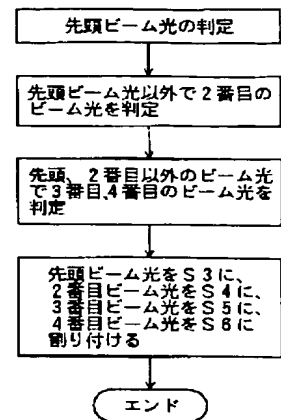 先頭ビーム光の判定
先頭ビーム光以外で2番目の
ビーム光を判定
先頭、2番目以外のビーム光
で3番目、4番目のビーム光を
判定
先頭ビーム光をS3に、
2番目ビーム光をS4に、
3番目ビーム光をS5に、
4番目ビーム光をS6に
割り付ける
エンド